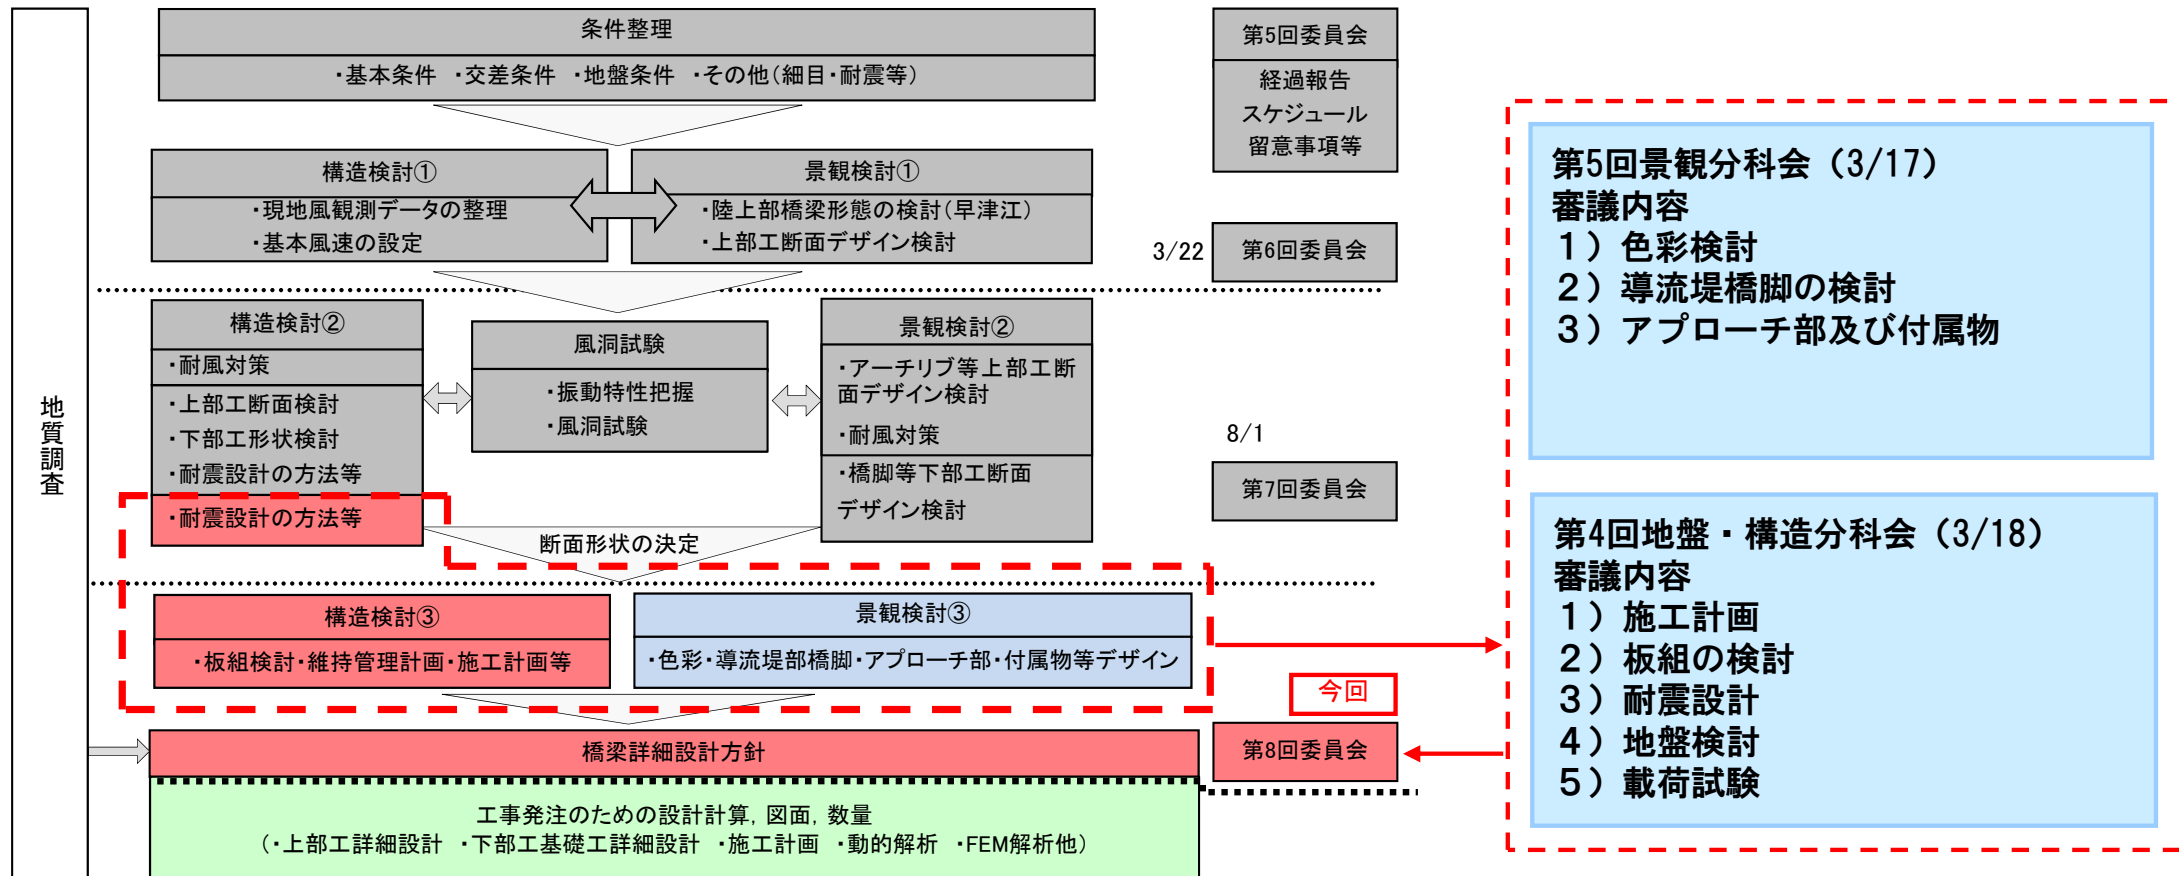 地質調査
条件整理
・基本条件　・交差条件　・地盤条件　・その他(細目・耐震等)
構造検討①
・現地風観測データの整理
・基本風速の設定
景観検討①
・陸上部橋梁形態の検討(早津江)
・上部工断面デザイン検討
構造検討②
・耐風対策
・上部工断面検討
・下部工形状検討
・耐震設計の方法等
・耐震設計の方法等
風洞試験
・振動特性把握
・風洞試験
景観検討②
・アーチリブ等上部工断
面デザイン検討
・耐風対策
・橋脚等下部工断面
デザイン検討
断面形状の決定
構造検討③
・板組検討・維持管理計画・施工計画等
景観検討③
・色彩・導流堤部橋脚・アプローチ部・付属物等デザイン
橋梁詳細設計方針
工事発注のための設計計算, 図面, 数量
(・上部工詳細設計　・下部工基礎工詳細設計　・施工計画　・動的解析　・FEM解析他)
第5回委員会
経過報告
スケジュール
留意事項等
3/22
第6回委員会
8/1
第7回委員会
今回
第8回委員会
第5回景観分科会（3/17）
審議内容
１）色彩検討
２）導流堤橋脚の検討
３）アプローチ部及び付属物
第4回地盤・構造分科会（3/18）
審議内容
１）施工計画
２）板組の検討
３）耐震設計
４）地盤検討
５）載荷試験